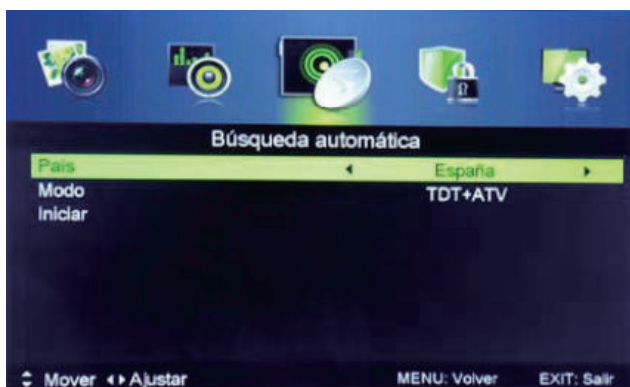 Búsqueda automática
País España
Modo TDT+ATV
Iniciar
Mover Ajustar MENU: Volver EXIT: Salir